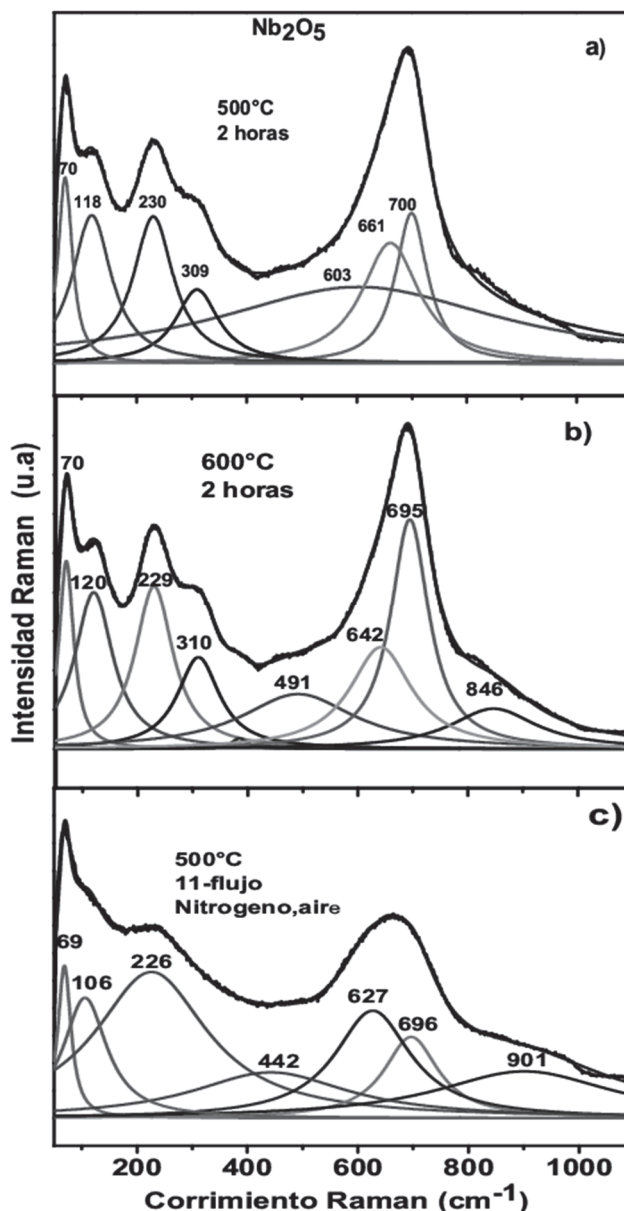 Nb₂O₅
a)
500°C
2 horas
70
118
230
309
603
661
700
b)
600°C
2 horas
70
120
229
310
491
642
695
846
c)
500°C
11-flujo
Nitrogeno,aire
69
106
226
442
627
696
901
Intensidad Raman (u.a)
200 400 600 800 1000
Corrimiento Raman (cm⁻¹)